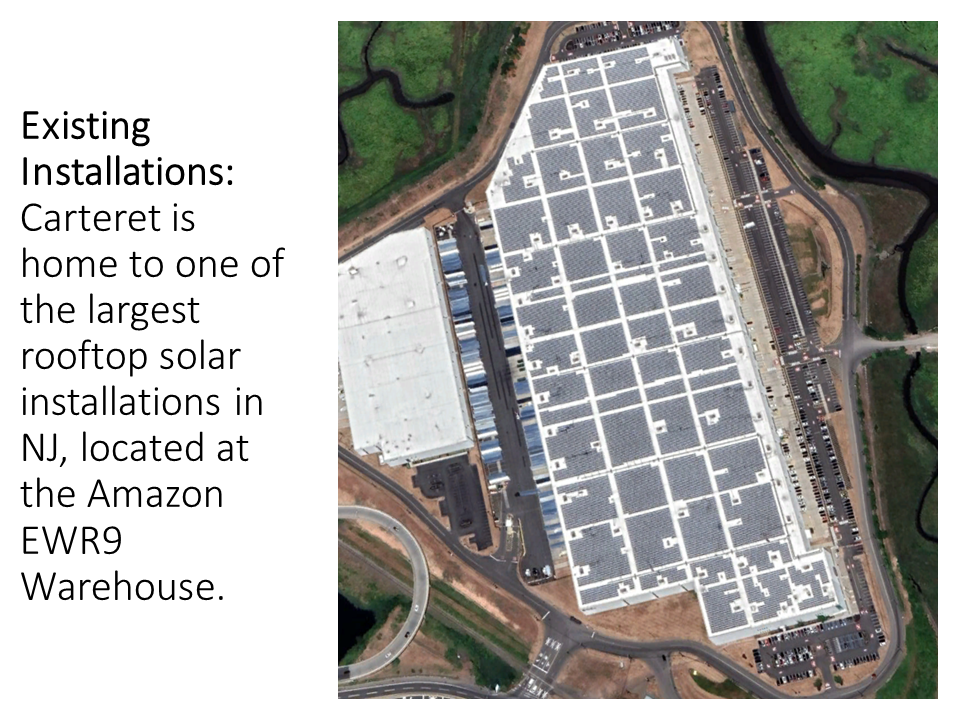 Existing
Installations:
Carteret is
home to one of
the largest
rooftop solar
installations in
NJ, located at
the Amazon
EWR9
Warehouse.